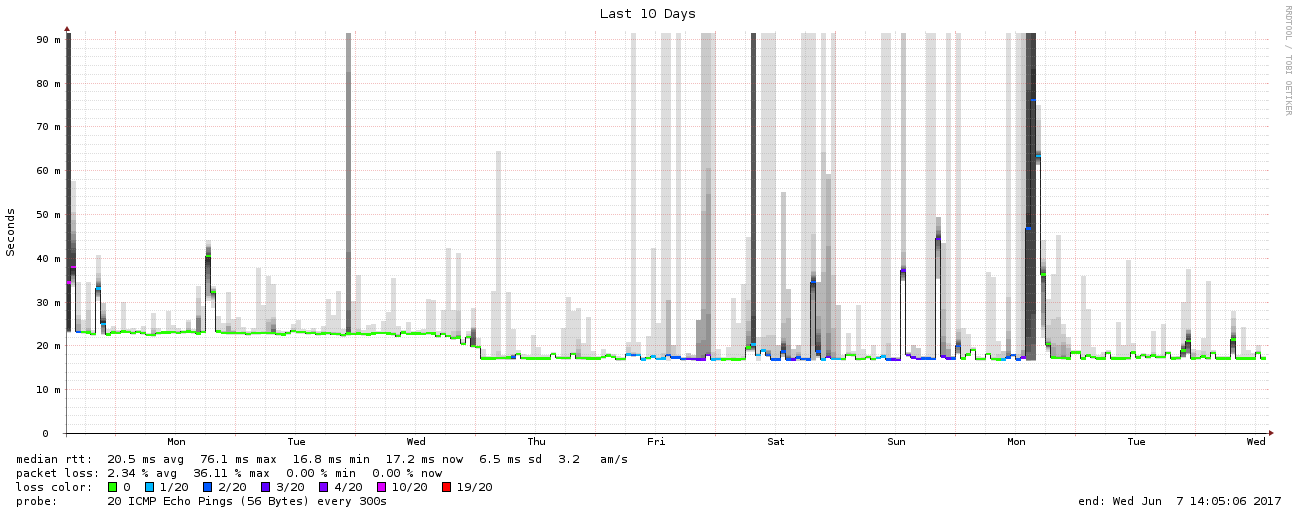 Last 10 Days
RRDTOOL / TOBI OETIKER
Seconds
90 m
80 m
70 m
60 m
50 m
40 m
30 m
20 m
10 m
0
Mon Tue Wed Thu Fri Sat Sun Mon Tue Wed
median rtt: 20.5 ms avg 76.1 ms max 16.8 ms min 17.2 ms now 6.5 ms sd 3.2 am/s
packet loss: 2.34 % avg 36.11 % max 0.00 % min 0.00 % now
loss color: 0 1/20 2/20 3/20 4/20 10/20 19/20
probe: 20 ICMP Echo Pings (56 Bytes) every 300s end: Wed Jun 7 14:05:06 2017